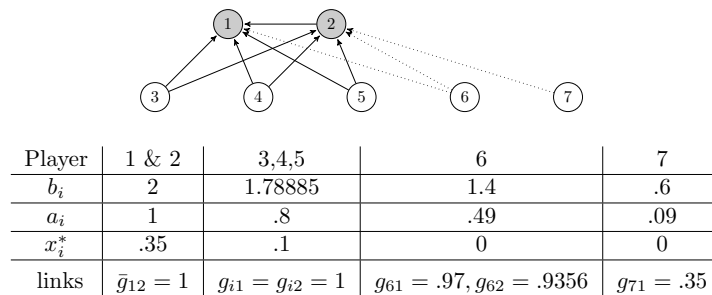 1 2
3 4 5 6 7
Player 1 & 2 3,4,5 6 7
b_i 2 1.78885 1.4 .6
a_i 1 .8 .49 .09
x_i^* .35 .1 0 0
links ḡ_12 = 1 g_i1 = g_i2 = 1 g_61 = .97, g_62 = .9356 g_71 = .35